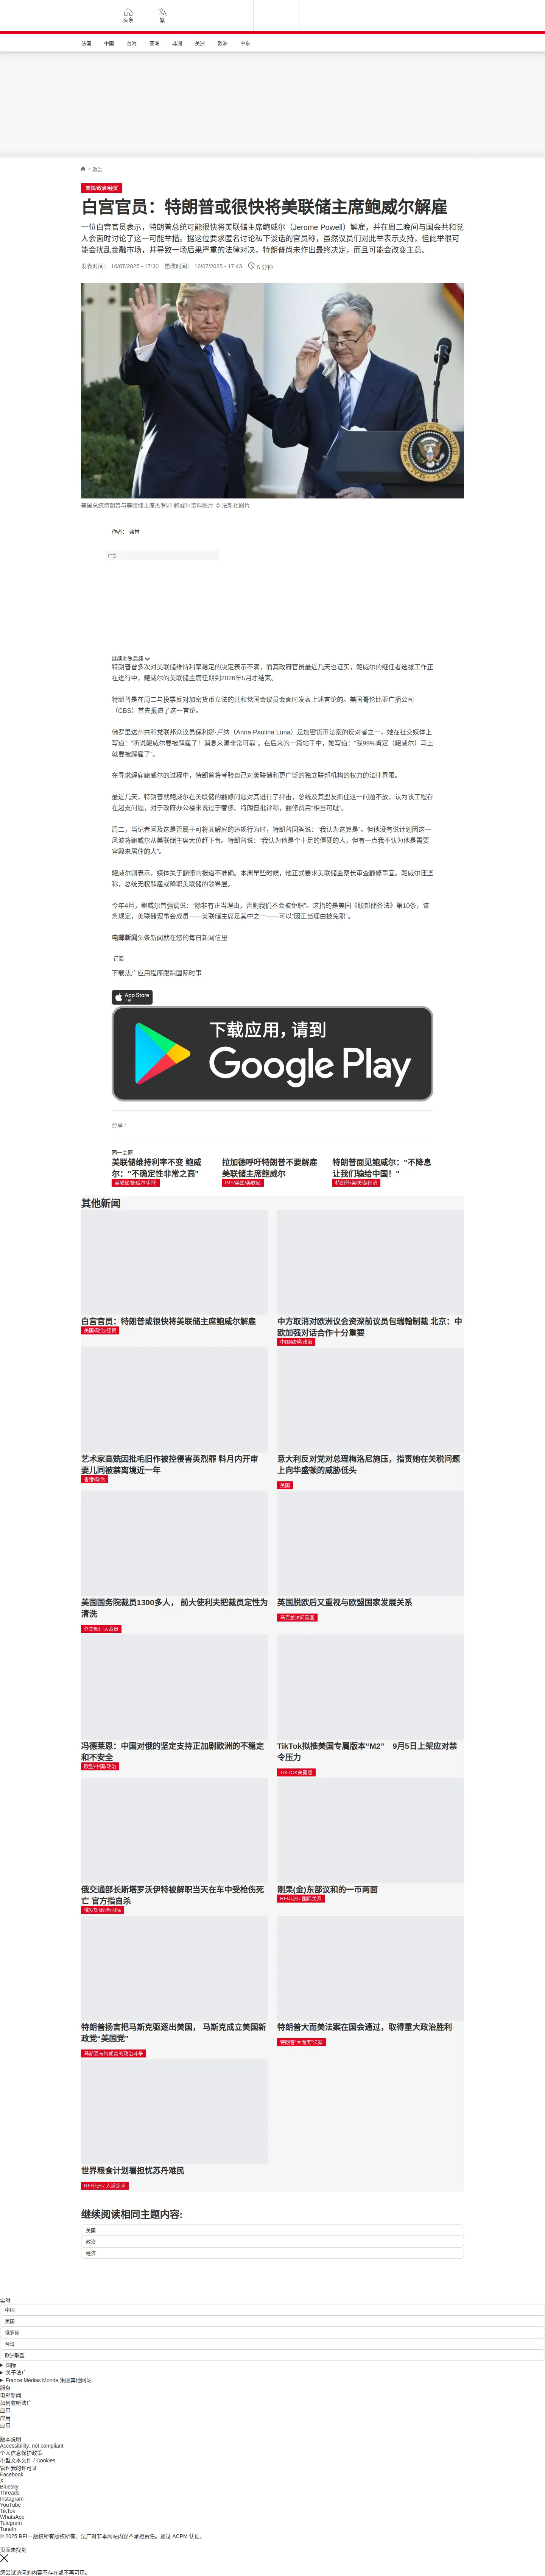 头条
繁
法国
中国
台海
亚洲
非洲
美洲
欧洲
中东
/ 政治
美国/政治/经贸
白宫官员：特朗普或很快将美联储主席鲍威尔解雇
一位白宫官员表示，特朗普总统可能很快将美联储主席鲍威尔（Jerome Powell）解雇，并在周二晚间与国会共和党
人会面时讨论了这一可能举措。据这位要求匿名讨论私下谈话的官员称，虽然议员们对此举表示支持，但此举很可
能会扰乱金融市场，并导致一场后果严重的法律对决，特朗普尚未作出最终决定，而且可能会改变主意。
发表时间： 16/07/2025 - 17:30 更改时间： 16/07/2025 - 17:43 5 分钟
美国总统特朗普与美联储主席杰罗姆·鲍威尔资料图片 © 法新社图片
作者： 弗林
广告
继续浏览后续
特朗普曾多次对美联储维持利率稳定的决定表示不满，而其政府官员最近几天也证实，鲍威尔的继任者选拔工作正
在进行中。鲍威尔的美联储主席任期到2026年5月才结束。
特朗普是在周二与投票反对加密货币立法的共和党国会议员会面时发表上述言论的。美国哥伦比亚广播公司
（CBS）首先报道了这一言论。
佛罗里达州共和党联邦众议员保利娜·卢纳（Anna Paulina Luna）是加密货币法案的反对者之一，她在社交媒体上
写道：“听说鲍威尔要被解雇了！消息来源非常可靠”。在后来的一篇帖子中，她写道：“我99%肯定（鲍威尔）马上
就要被解雇了”。
在寻求解雇鲍威尔的过程中，特朗普将考验自己对美联储和更广泛的独立联邦机构的权力的法律界限。
最近几天，特朗普就鲍威尔在美联储的翻修问题对其进行了抨击，总统及其盟友抓住这一问题不放，认为该工程存
在超支问题，对于政府办公楼来说过于奢侈。特朗普批评称，翻修费用“相当可耻”。
周二，当记者问及这是否属于可将其解雇的违规行为时，特朗普回答说：“我认为这算是”。但他没有说计划因这一
风波将鲍威尔从美联储主席大位赶下台。特朗普说：“我认为他是个十足的僵硬的人，但有一点我不认为他是需要
宫殿来居住的人”。
鲍威尔则表示，媒体关于翻修的报道不准确。本周早些时候，他正式要求美联储监察长审查翻修事宜。鲍威尔还坚
称，总统无权解雇或降职美联储的领导层。
今年4月，鲍威尔曾强调说：“除非有正当理由，否则我们不会被免职”。这指的是美国《联邦储备法》第10条，该
条规定，美联储理事会成员——美联储主席是其中之一——可以“因正当理由被免职”。
电邮新闻头条新闻就在您的每日新闻信里
订阅
下载法广应用程序跟踪国际时事
App Store
下载
下载应用，请到
Google Play
分享 :
同一主题
美联储维持利率不变 鲍威
尔："不确定性非常之高"
美联储/鲍威尔/利率
拉加德呼吁特朗普不要解雇
美联储主席鲍威尔
IMF/美国/美联储
特朗普面见鲍威尔："不降息
让我们输给中国！"
特朗普/美联储/经济
其他新闻
白宫官员：特朗普或很快将美联储主席鲍威尔解雇
美国/政治/经贸
中方取消对欧洲议会资深前议员包瑞翰制裁 北京：中
欧加强对话合作十分重要
中国/欧盟/政治
艺术家高兟因批毛旧作被控侵害英烈罪 料月内开审
妻儿同被禁离境近一年
香港/政治
意大利反对党对总理梅洛尼施压，指责她在关税问题
上向华盛顿的威胁低头
美国
美国国务院裁员1300多人， 前大使利夫把裁员定性为
清洗
外交部门大裁员
英国脱欧后又重视与欧盟国家发展关系
马克龙访问英国
冯德莱恩：中国对俄的坚定支持正加剧欧洲的不稳定
和不安全
欧盟/中国/政治
TikTok拟推美国专属版本“M2” 9月5日上架应对禁
令压力
TIKTOK美国版
俄交通部长斯塔罗沃伊特被解职当天在车中受枪伤死
亡 官方指自杀
俄罗斯/政治/国际
刚果(金)东部议和的一币两面
RFI非洲 / 国际关系
特朗普扬言把马斯克驱逐出美国， 马斯克成立美国新
政党“美国党”
马斯克与特朗普的政治斗争
特朗普大而美法案在国会通过，取得重大政治胜利
特朗普“大而美”法案
世界粮食计划署担忧苏丹难民
RFI非洲 / 人道需求
继续阅读相同主题内容:
美国
政治
经济
实时
中国
美国
俄罗斯
台湾
欧洲联盟
国际
关于法广
France Médias Monde 集团其他网站
服务
电邮新闻
如何收听法广
应用
应用
应用
版本说明
Accessibility: not compliant
个人信息保护政策
小型文本文件 / Cookies
管理我的许可证
Facebook
X
Bluesky
Threads
Instagram
YouTube
TikTok
WhatsApp
Telegram
TuneIn
© 2025 RFI – 版权所有版权所有。法广对非本网站内容不承担责任。通过 ACPM 认证。
页面未找到
您尝试访问的内容不存在或不再可用。